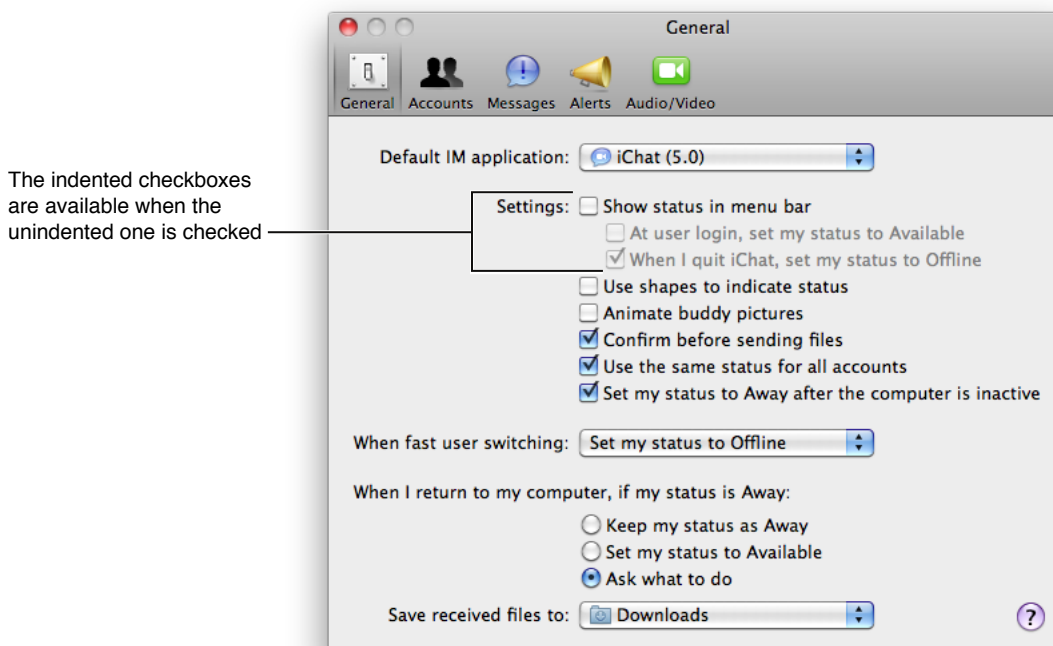 General
General Accounts Messages Alerts Audio/Video
Default IM application: iChat (5.0)
The indented checkboxes
are available when the
unindented one is checked
Settings: Show status in menu bar
At user login, set my status to Available
When I quit iChat, set my status to Offline
Use shapes to indicate status
Animate buddy pictures
Confirm before sending files
Use the same status for all accounts
Set my status to Away after the computer is inactive
When fast user switching: Set my status to Offline
When I return to my computer, if my status is Away:
Keep my status as Away
Set my status to Available
Ask what to do
Save received files to: Downloads
?